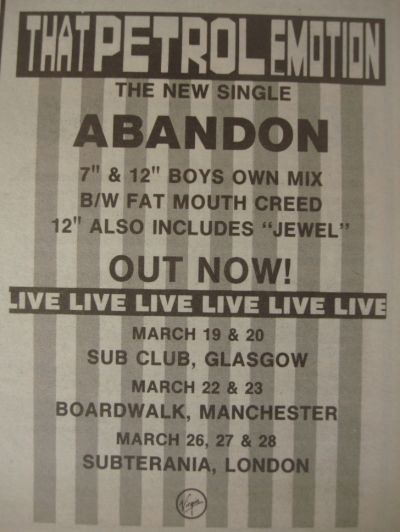 THAT PETROL EMOTION
THE NEW SINGLE
ABANDON
7" & 12" BOYS OWN MIX
B/W FAT MOUTH CREED
12" ALSO INCLUDES "JEWEL"
OUT NOW!
LIVE LIVE LIVE LIVE LIVE LIVE
MARCH 19 & 20
SUB CLUB, GLASGOW
MARCH 22 & 23
BOARDWALK, MANCHESTER
MARCH 26, 27 & 28
SUBTERANIA, LONDON
Virgin